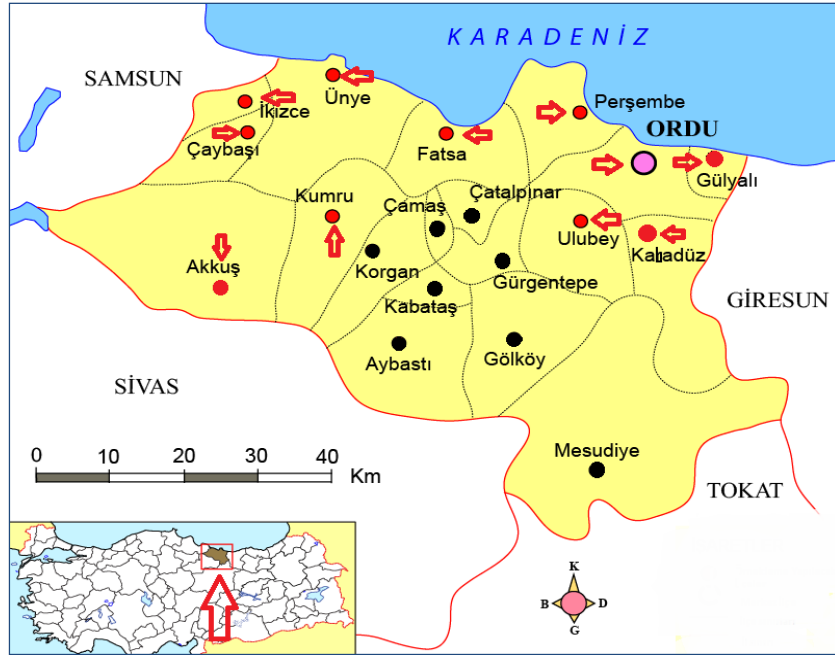 KARADENİZ
SAMSUN
Ünye
İkizce
Perşembe
ORDU
Çaybaşı
Fatsa
Gülyalı
Kumru
Çatalpınar
Çamaş
Ulubey
Akkuş
Korgan
Gürgentepe
Kabataş
GİRESUN
Aybastı
Gölköy
SİVAS
Mesudiye
0 10 20 30 40
Km
TOKAT
K
B D
G